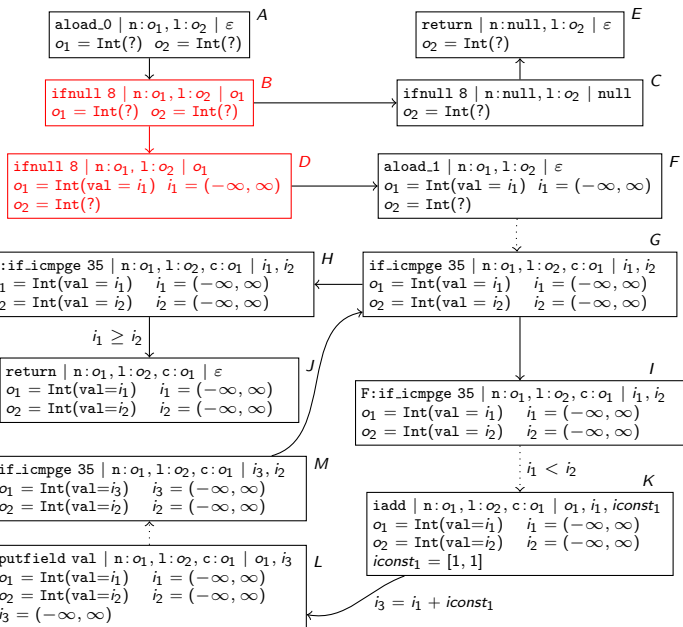 A
aload_0 | n:o₁, l:o₂ | ε
o₁ = Int(?) o₂ = Int(?)
E
return | n:null, l:o₂ | ε
o₂ = Int(?)
B
ifnull 8 | n:o₁, l:o₂ | o₁
o₁ = Int(?) o₂ = Int(?)
C
ifnull 8 | n:null, l:o₂ | null
o₂ = Int(?)
D
ifnull 8 | n:o₁, l:o₂ | o₁
o₁ = Int(val = i₁) i₁ = (−∞, ∞)
o₂ = Int(?)
F
aload_1 | n:o₁, l:o₂ | ε
o₁ = Int(val = i₁) i₁ = (−∞, ∞)
o₂ = Int(?)
H
:if_icmpge 35 | n:o₁, l:o₂, c:o₁ | i₁, i₂
₁ = Int(val = i₁) i₁ = (−∞, ∞)
₂ = Int(val = i₂) i₂ = (−∞, ∞)
G
if_icmpge 35 | n:o₁, l:o₂, c:o₁ | i₁, i₂
o₁ = Int(val = i₁) i₁ = (−∞, ∞)
o₂ = Int(val = i₂) i₂ = (−∞, ∞)
i₁ ≥ i₂
J
return | n:o₁, l:o₂, c:o₁ | ε
o₁ = Int(val=i₁) i₁ = (−∞, ∞)
o₂ = Int(val=i₂) i₂ = (−∞, ∞)
I
F:if_icmpge 35 | n:o₁, l:o₂, c:o₁ | i₁, i₂
o₁ = Int(val = i₁) i₁ = (−∞, ∞)
o₂ = Int(val = i₂) i₂ = (−∞, ∞)
i₁ < i₂
M
if_icmpge 35 | n:o₁, l:o₂, c:o₁ | i₃, i₂
o₁ = Int(val=i₃) i₃ = (−∞, ∞)
o₂ = Int(val=i₂) i₂ = (−∞, ∞)
K
iadd | n:o₁, l:o₂, c:o₁ | o₁, i₁, iconst₁
o₁ = Int(val=i₁) i₁ = (−∞, ∞)
o₂ = Int(val=i₂) i₂ = (−∞, ∞)
iconst₁ = [1, 1]
L
putfield val | n:o₁, l:o₂, c:o₁ | o₁, i₃
o₁ = Int(val=i₁) i₁ = (−∞, ∞)
o₂ = Int(val=i₂) i₂ = (−∞, ∞)
i₃ = (−∞, ∞)
i₃ = i₁ + iconst₁